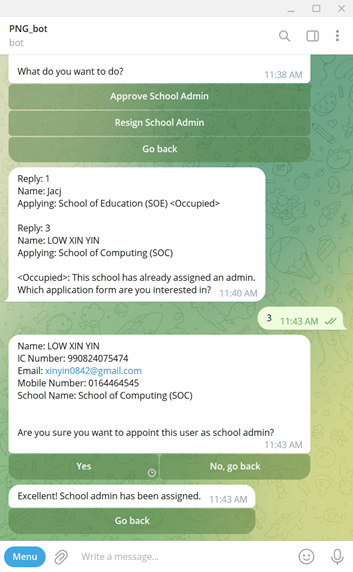 PNG_bot
bot
What do you want to do?
11:38 AM
Approve School Admin
Resign School Admin
Go back
Reply: 1
Name: Jacj
Applying: School of Education (SOE) <Occupied>
Reply: 3
Name: LOW XIN YIN
Applying: School of Computing (SOC)
<Occupied>: This school has already assigned an admin.
Which application form are you interested in? 11:40 AM
3 11:43 AM
Name: LOW XIN YIN
IC Number: 990824075474
Email: xinyin0842@gmail.com
Mobile Number: 0164464545
School Name: School of Computing (SOC)
Are you sure you want to appoint this user as school admin?
11:43 AM
Yes No, go back
Excellent! School admin has been assigned. 11:43 AM
Go back
Menu Write a message...